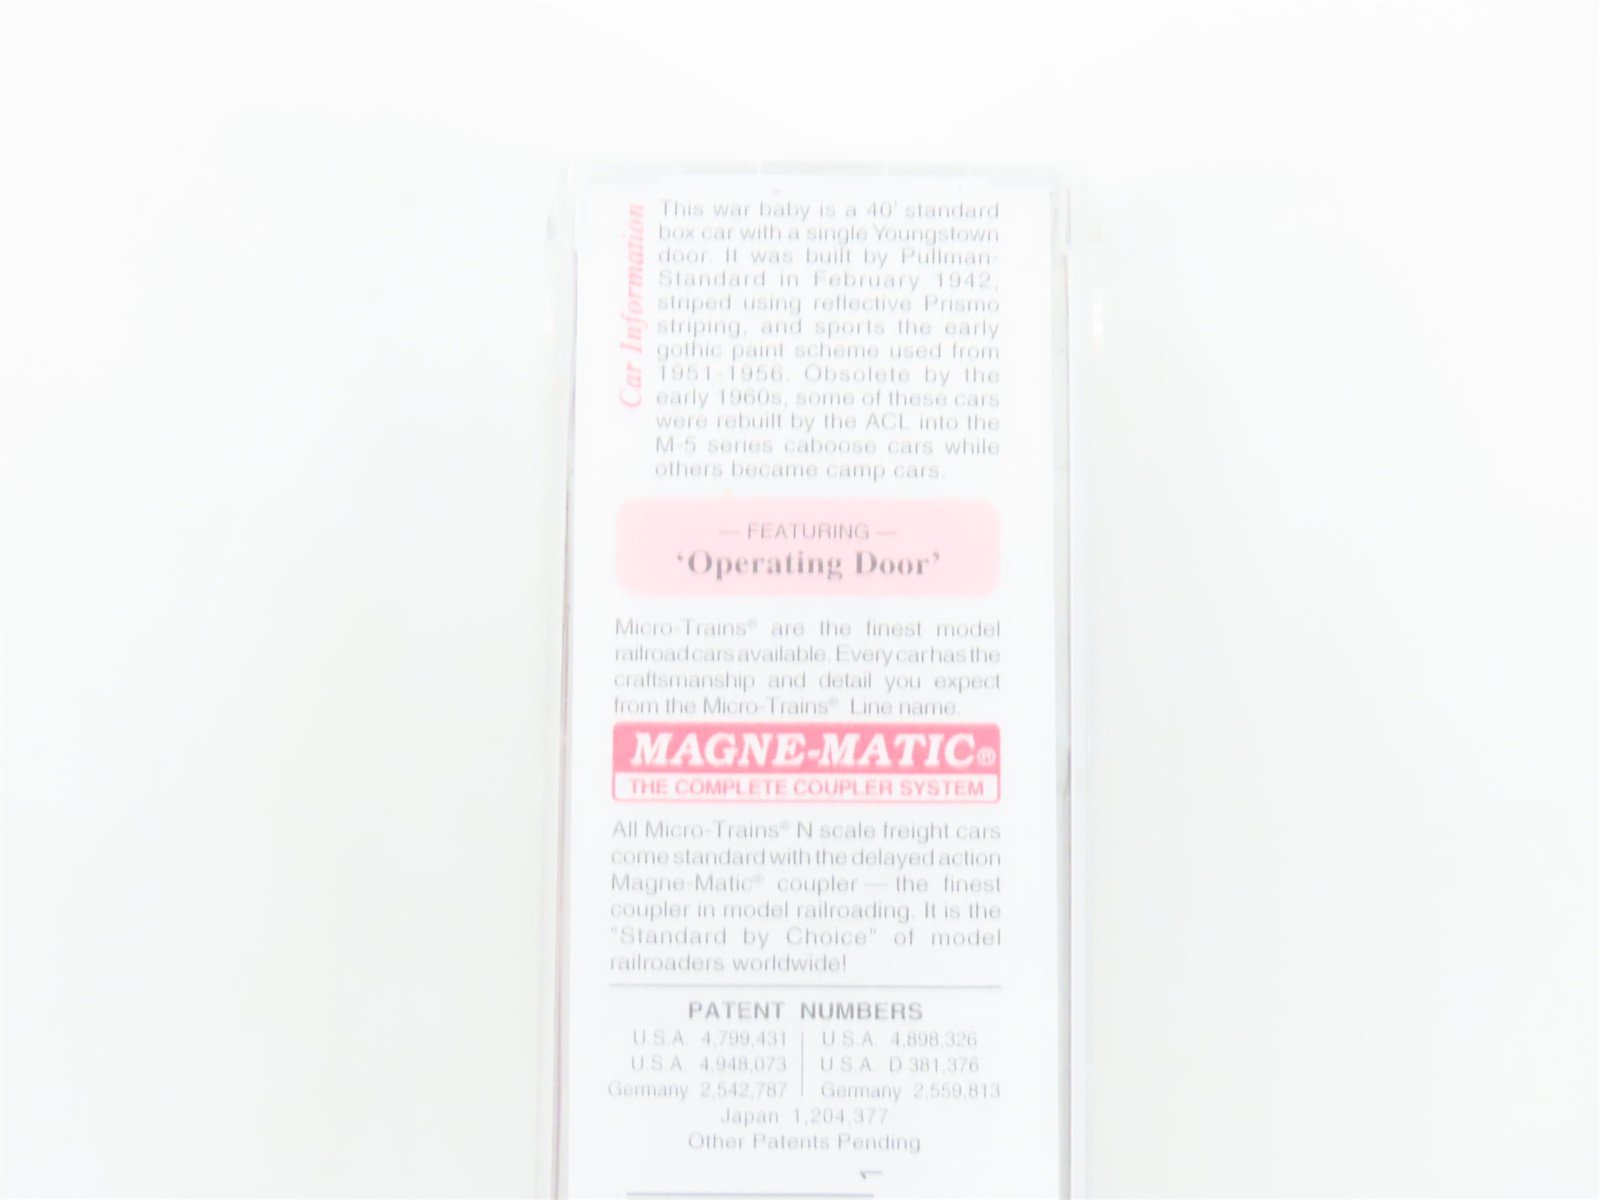 Car Information
This war baby is a 40' standard
box car with a single Youngstown
door. It was built by Pullman-
Standard in February 1942,
striped using reflective Prismo
striping, and sports the early
gothic paint scheme used from
1951-1956. Obsolete by the
early 1960s, some of these cars
were rebuilt by the ACL into the
M-5 series caboose cars while
others became camp cars.
— FEATURING —
'Operating Door'
Micro-Trains® are the finest model
railroad cars available. Every car has the
craftsmanship and detail you expect
from the Micro-Trains® Line name.
MAGNE-MATIC®
THE COMPLETE COUPLER SYSTEM
All Micro-Trains® N scale freight cars
come standard with the delayed action
Magne-Matic® coupler — the finest
coupler in model railroading. It is the
"Standard by Choice" of model
railroaders worldwide!
PATENT NUMBERS
U.S.A. 4,799,431 | U.S.A. 4,898,326
U.S.A. 4,948,073 | U.S.A. D 381,376
Germany 2,542,787 | Germany 2,559,813
Japan 1,204,377
Other Patents Pending